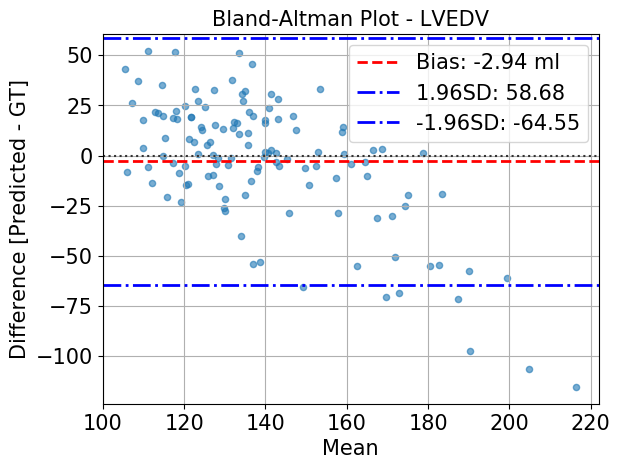 Bland-Altman Plot - LVEDV
Difference [Predicted - GT]
50
25
0
−25
−50
−75
−100
Bias: -2.94 ml
1.96SD: 58.68
-1.96SD: -64.55
100 120 140 160 180 200 220
Mean